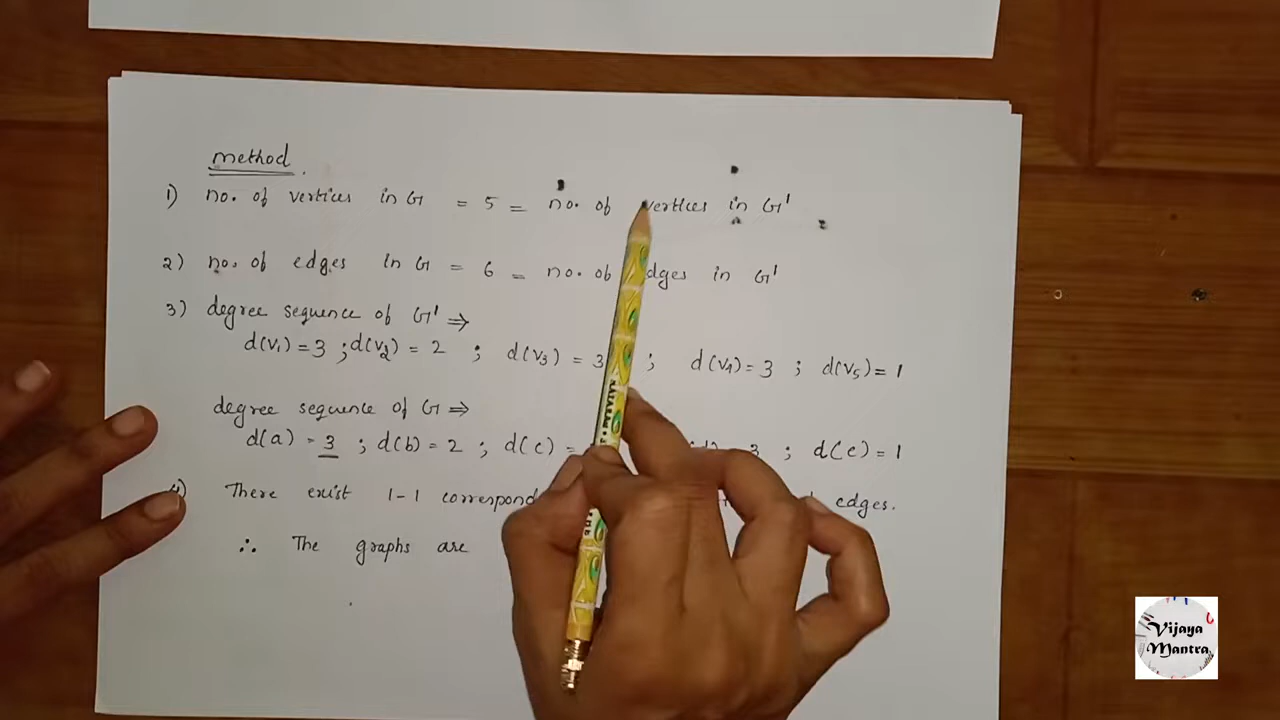 method
1) no. of vertices in G = 5 = no. of vertices in G'
2) no. of edges in G = 6 = no. of edges in G'
3) degree sequence of G' ⇒
d(v1) = 3 ; d(v2) = 2 ; d(v3) = 3 ; d(v4) = 3 ; d(v5) = 1
degree sequence of G ⇒
d(a) = 3 ; d(b) = 2 ; d(c) = 3 ; d(e) = 1
4) There exist 1-1 correspond edges.
∴ The graphs are
Vijaya
Mantra